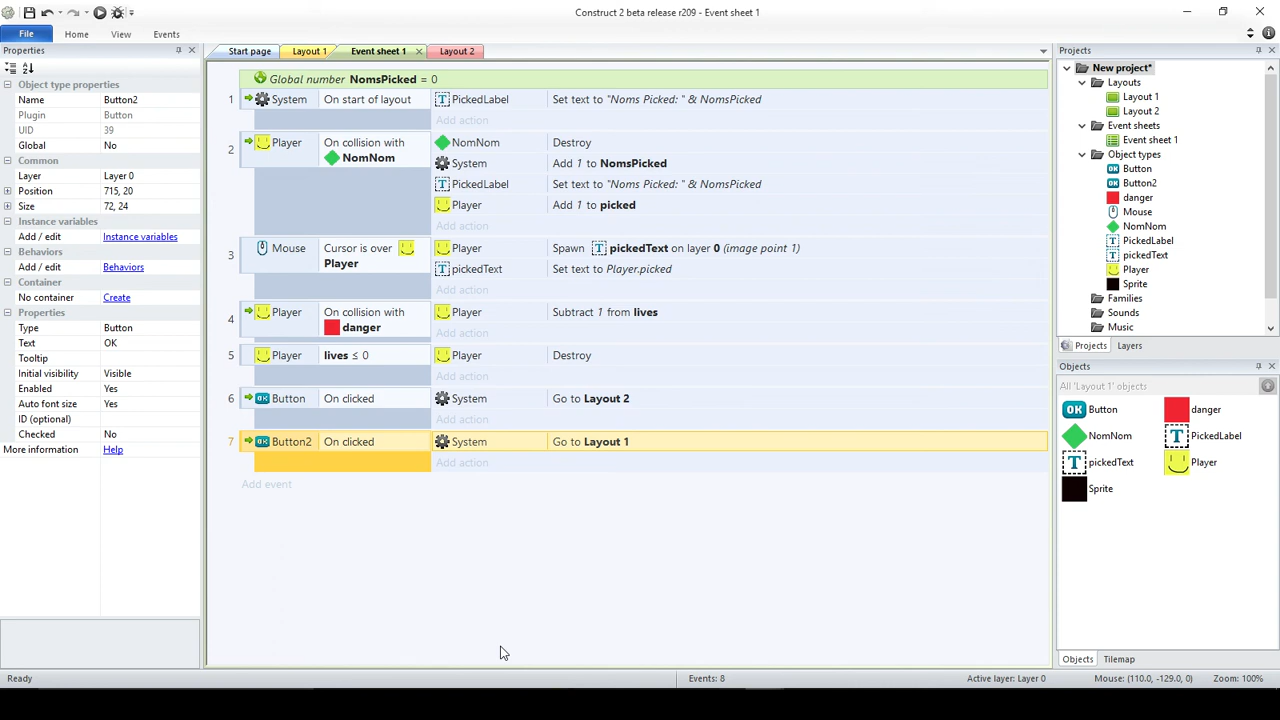 Construct 2 beta release r209 - Event sheet 1
File
Home
View
Events
Properties
Object type properties
Name Button2
Plugin Button
UID 39
Global No
Common
Layer Layer 0
Position 715, 20
Size 72, 24
Instance variables
Add / edit Instance variables
Behaviors
Add / edit Behaviors
Container
No container Create
Properties
Type Button
Text OK
Tooltip
Initial visibility Visible
Enabled Yes
Auto font size Yes
ID (optional)
Checked No
More information Help
Start page
Layout 1
Event sheet 1
Layout 2
Global number NomsPicked = 0
1 System On start of layout T PickedLabel Set text to "Noms Picked: " & NomsPicked
Add action
2 Player On collision with NomNom
NomNom Destroy
System Add 1 to NomsPicked
T PickedLabel Set text to "Noms Picked: " & NomsPicked
Player Add 1 to picked
Add action
3 Mouse Cursor is over Player
Player Spawn T pickedText on layer 0 (image point 1)
T pickedText Set text to Player.picked
Add action
4 Player On collision with danger
Player Subtract 1 from lives
Add action
5 Player lives ≤ 0 Player Destroy
Add action
6 OK Button On clicked System Go to Layout 2
Add action
7 OK Button2 On clicked System Go to Layout 1
Add action
Add event
Projects
New project*
Layouts
Layout 1
Layout 2
Event sheets
Event sheet 1
Object types
OK Button
OK Button2
danger
Mouse
NomNom
T PickedLabel
T pickedText
Player
Sprite
Families
Sounds
Music
Projects
Layers
Objects
All 'Layout 1' objects
OK Button
danger
NomNom
T PickedLabel
T pickedText
Player
Sprite
Objects
Tilemap
Ready
Events: 8
Active layer: Layer 0
Mouse: (110.0, -129.0, 0)
Zoom: 100%